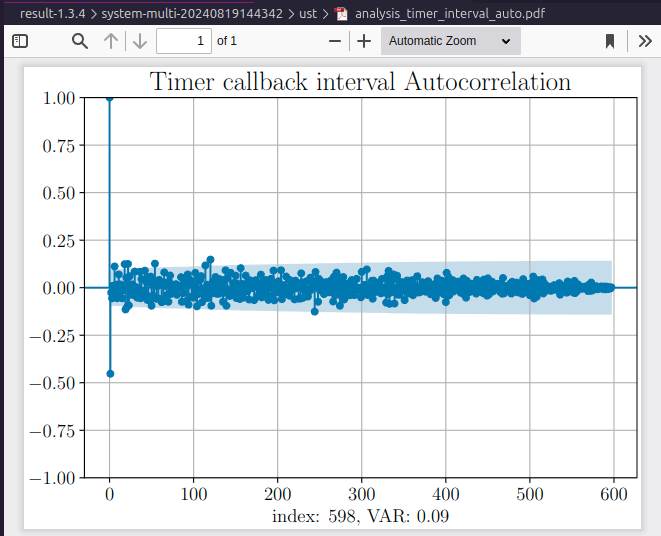 result-1.3.4 > system-multi-20240819144342 > ust > analysis_timer_interval_auto.pdf
1 of 1 Automatic Zoom
Timer callback interval Autocorrelation
1.00
0.75
0.50
0.25
0.00
−0.25
−0.50
−0.75
−1.00
0 100 200 300 400 500 600
index: 598, VAR: 0.09